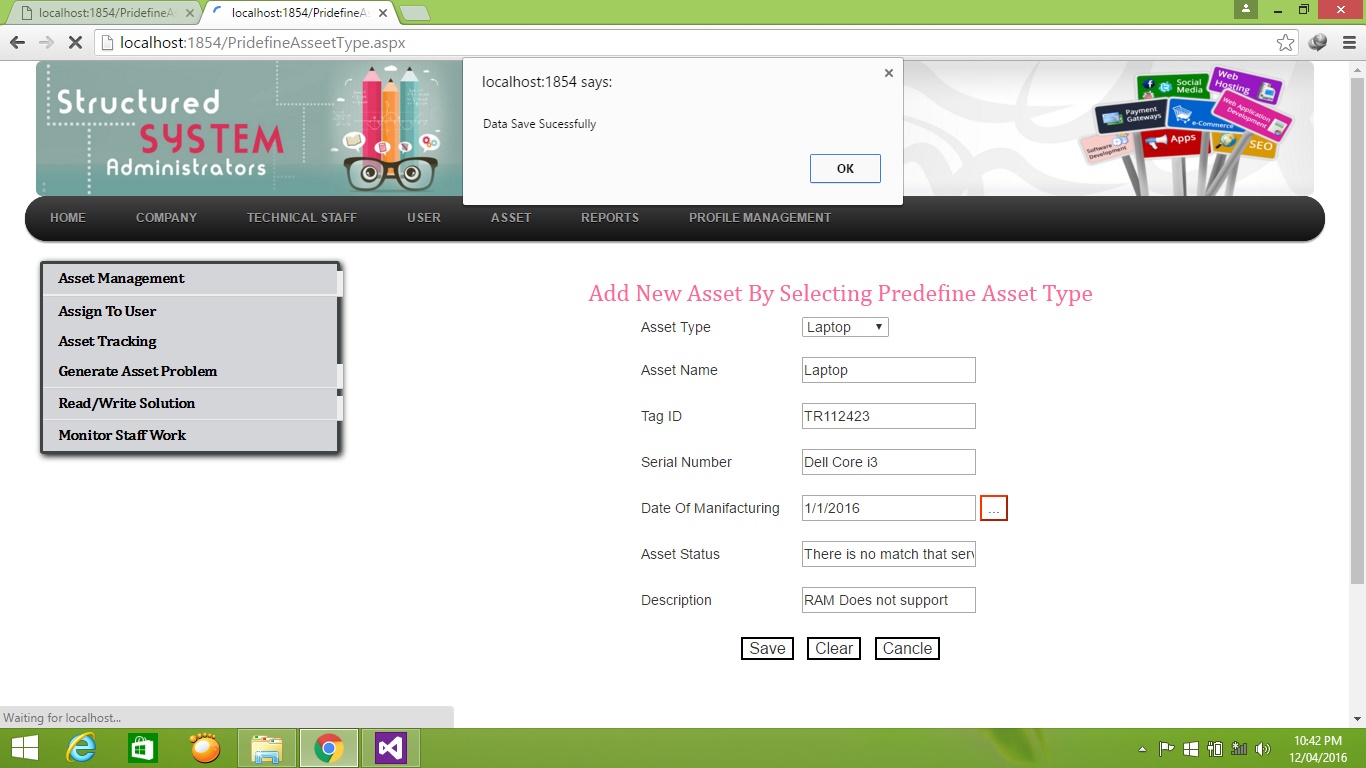 localhost:1854/PridefineAs
localhost:1854/PridefineAs
localhost:1854/PridefineAsseetType.aspx
localhost:1854 says:
Data Save Sucessfully
OK
Structured
SYSTEM
Administrators
Web
Hosting
Social
Media
Web Application
Development
Payment
Gateways
e-Commerce
Software
Development
Apps
SEO
HOME COMPANY TECHNICAL STAFF USER ASSET REPORTS PROFILE MANAGEMENT
Asset Management
Assign To User
Asset Tracking
Generate Asset Problem
Read/Write Solution
Monitor Staff Work
Add New Asset By Selecting Predefine Asset Type
Asset Type Laptop
Asset Name Laptop
Tag ID TR112423
Serial Number Dell Core i3
Date Of Manifacturing 1/1/2016 ...
Asset Status There is no match that serv
Description RAM Does not support
Save Clear Cancle
Waiting for localhost...
10:42 PM
12/04/2016